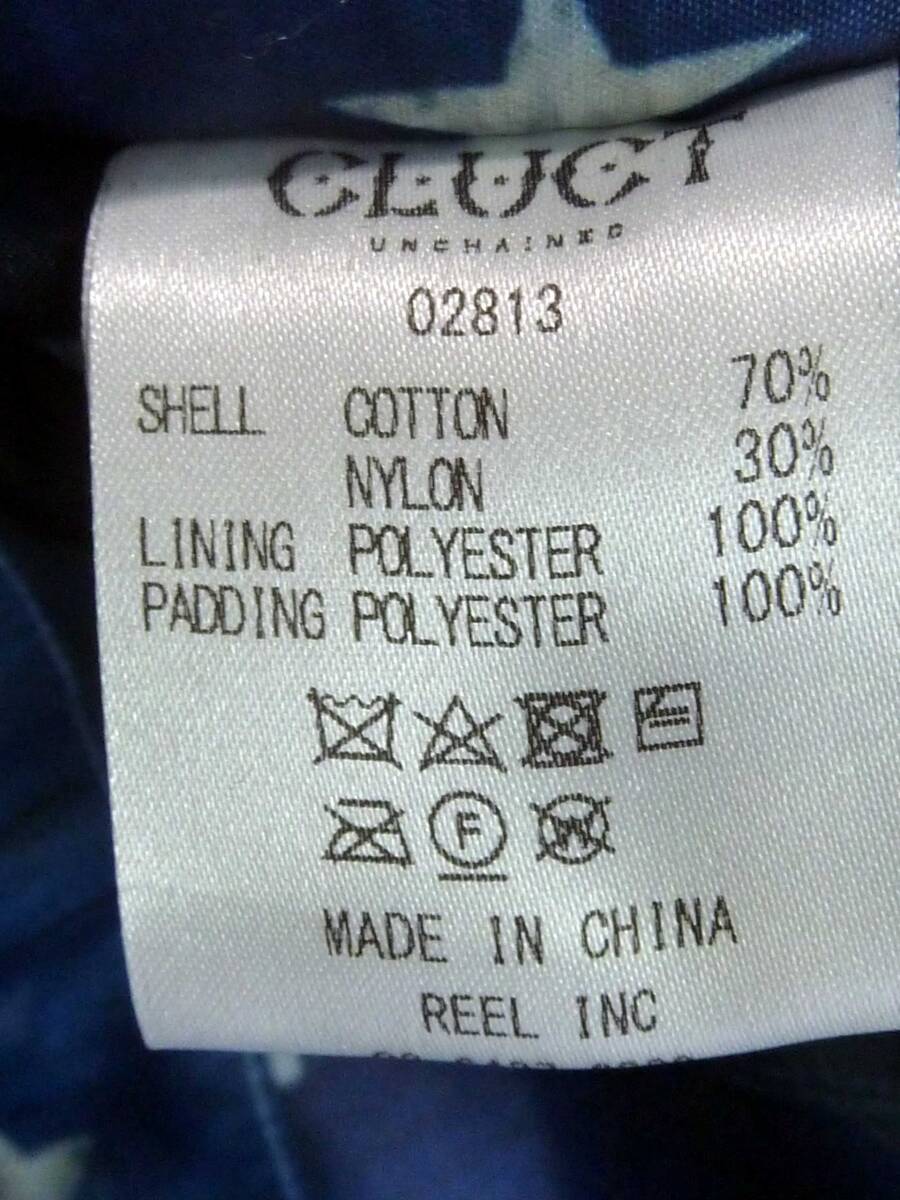 CLUCT
UNCHAINED
02813
SHELL COTTON 70%
NYLON 30%
LINING POLYESTER 100%
PADDING POLYESTER 100%
F
W
MADE IN CHINA
REEL INC